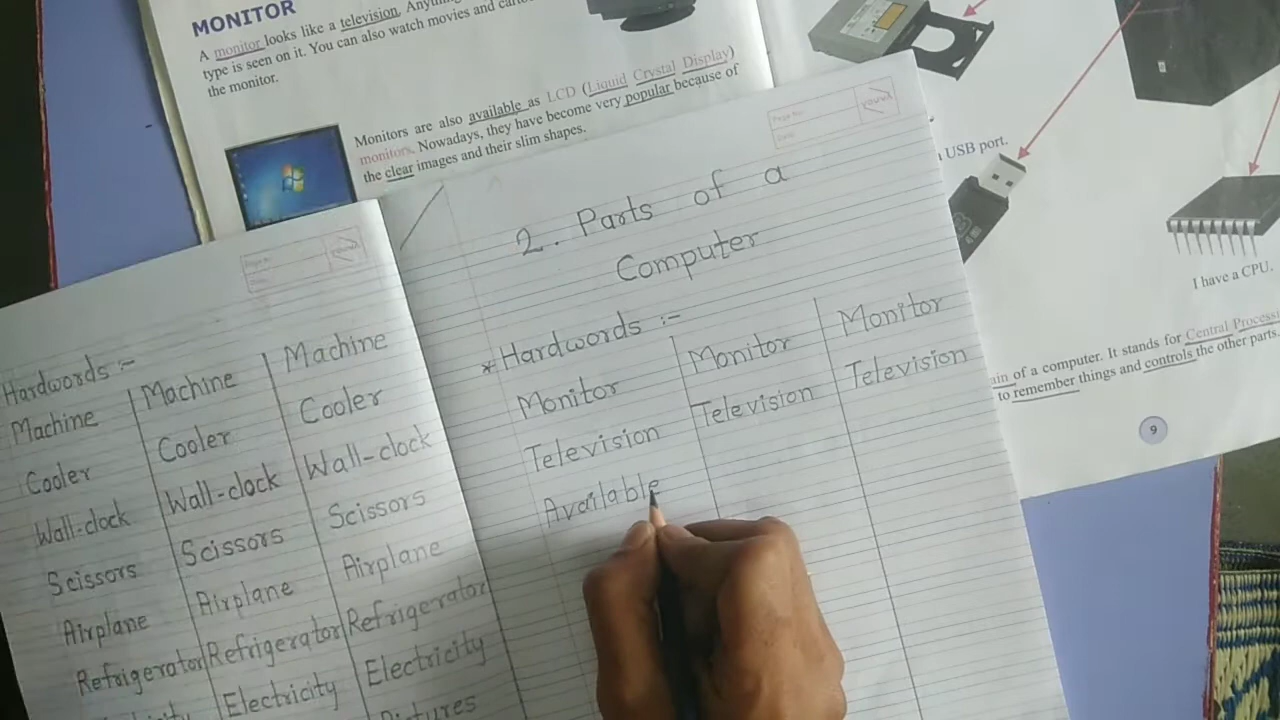 MONITOR
A monitor looks like a television. Anything
type is seen on it. You can also watch movies and
the monitor.
Monitors are also available as LCD (Liquid Crystal Display)
monitors. Nowadays, they have become very popular because of
the clear images and their slim shapes.
USB port.
I have a CPU.
of a computer. It stands for Central
to remember things and controls the other parts
9
Hardwords :-
Machine Machine Machine
Cooler Cooler Cooler
Wall-clock Wall-clock Wall-clock
Scissors Scissors Scissors
Airplane Airplane Airplane
Refrigerator Refrigerator Refrigerator
Electricity Electricity
2. Parts of a
Computer
* Hardwords :-
Monitor Monitor Monitor
Television Television Television
Available